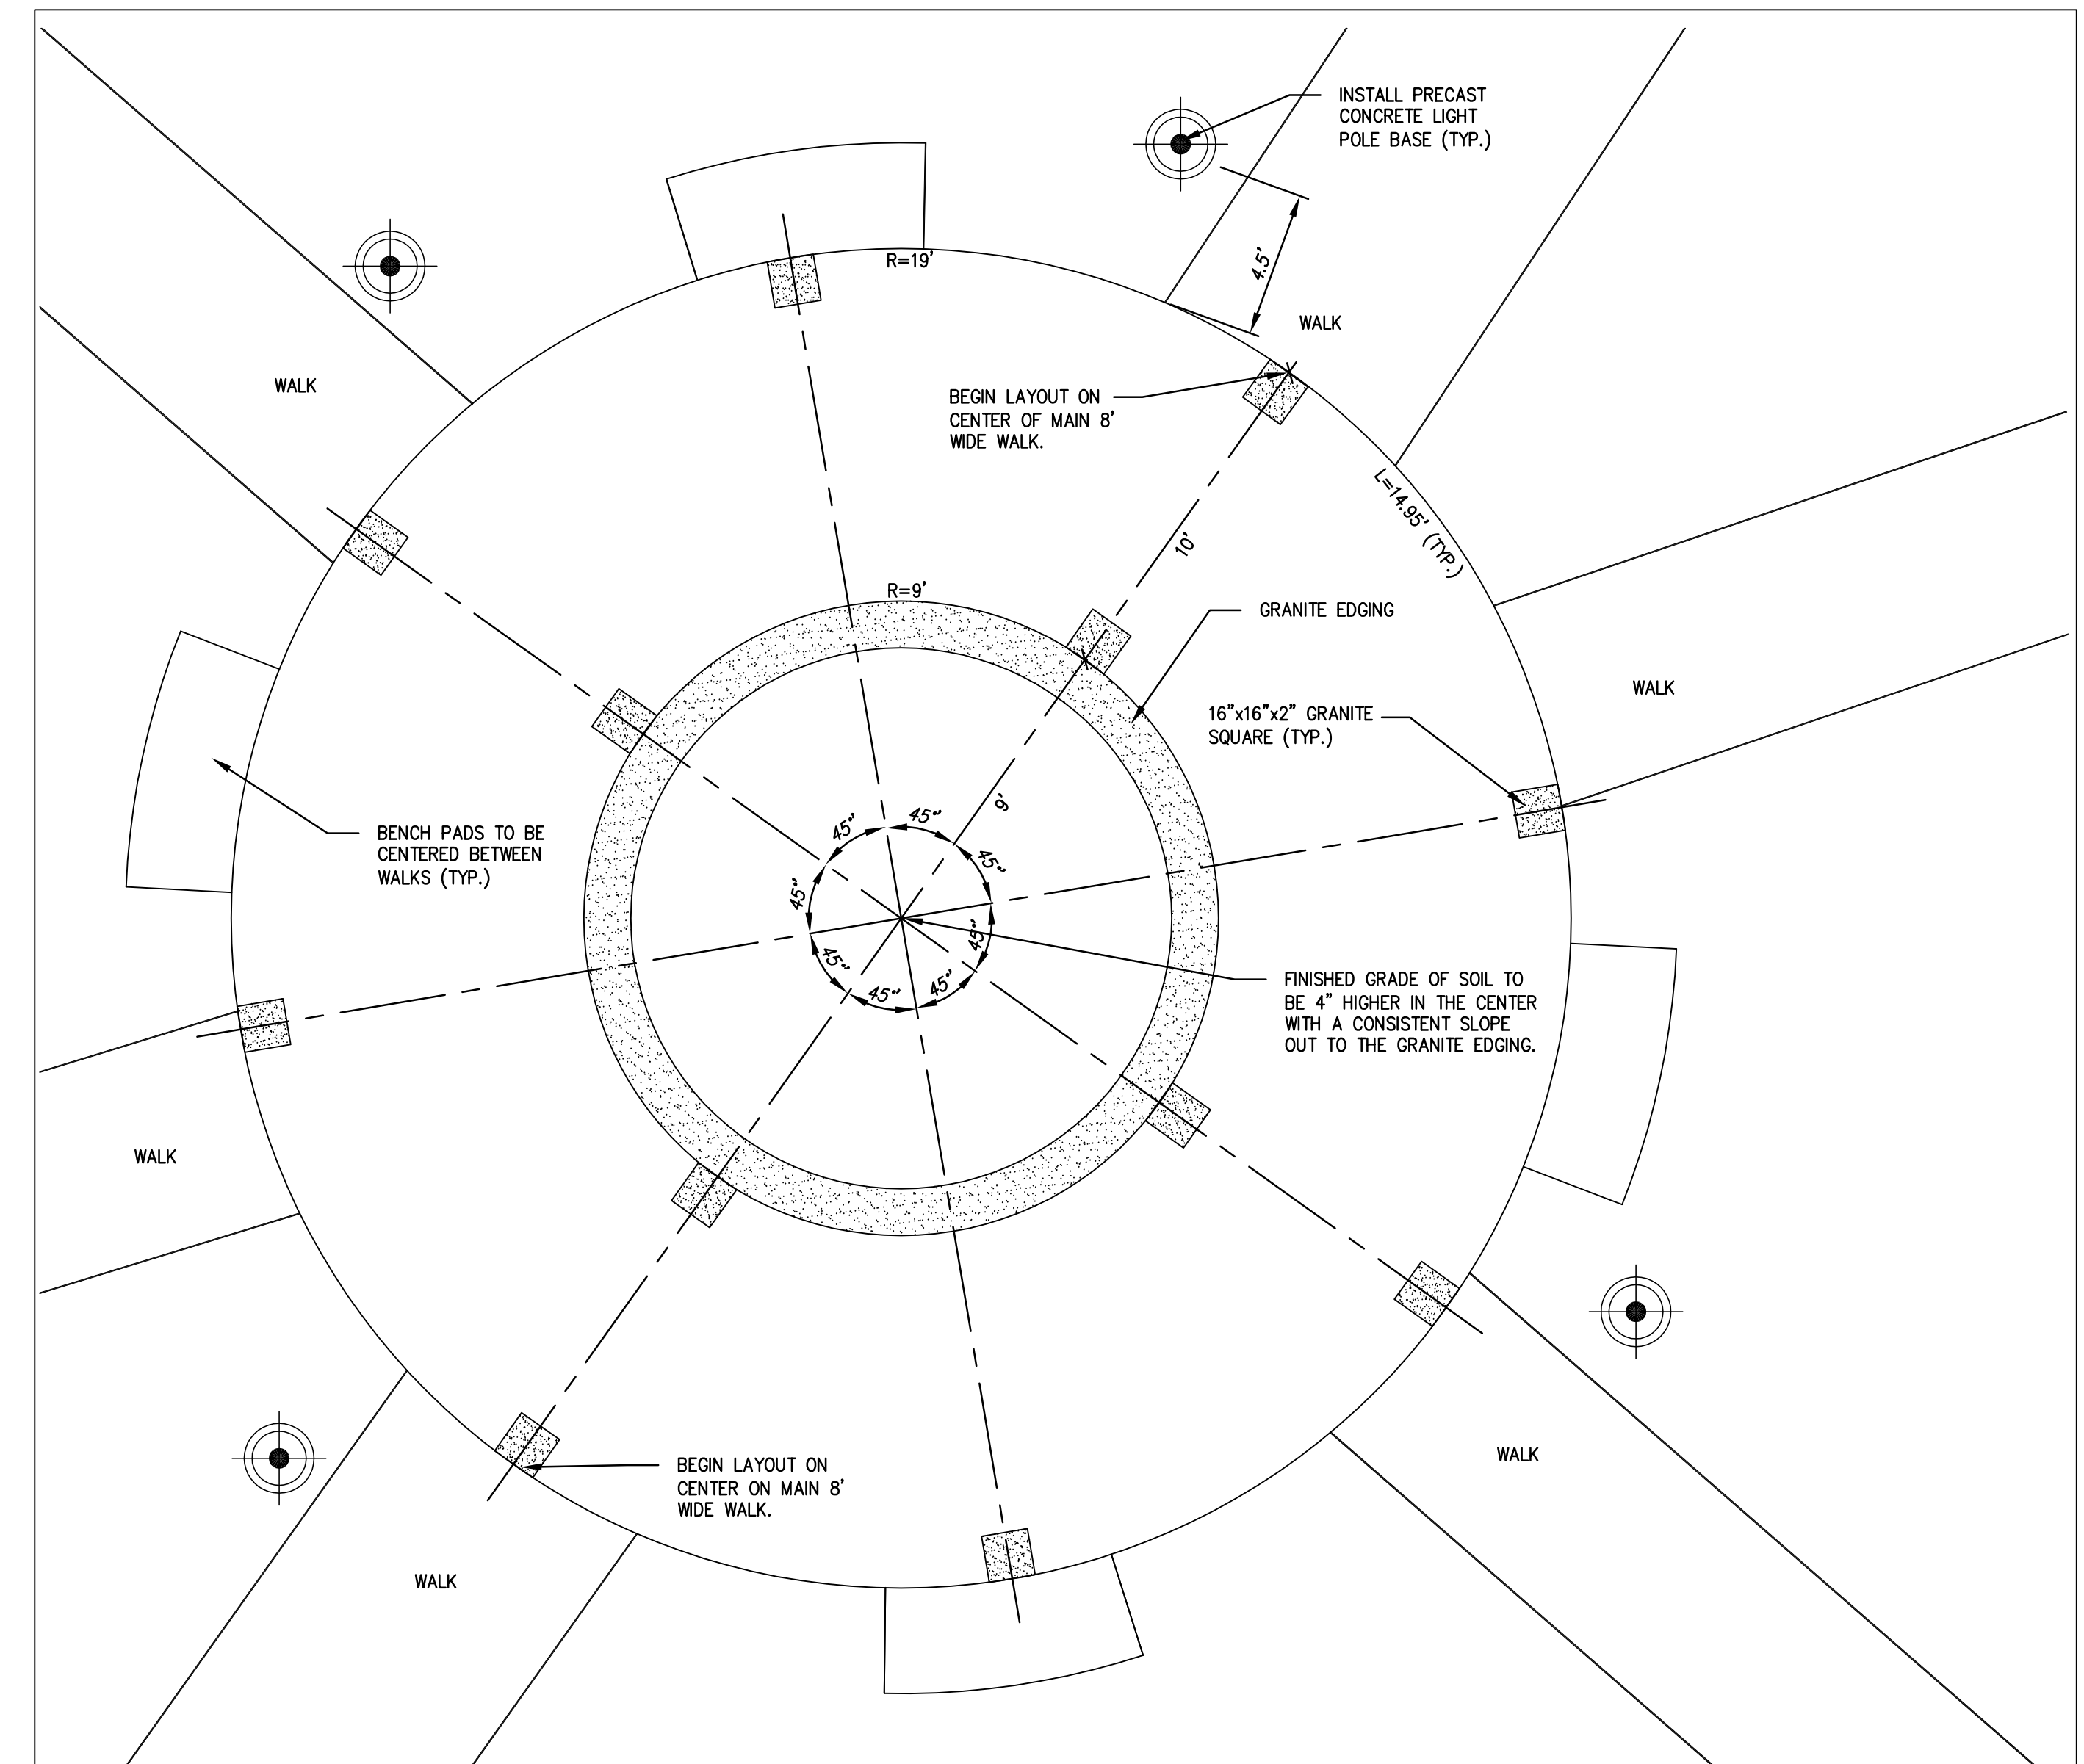 INSTALL PRECAST
CONCRETE LIGHT
POLE BASE (TYP.)
R=19'
4.5'
WALK
WALK
BEGIN LAYOUT ON
CENTER OF MAIN 8'
WIDE WALK.
L=14.95' (TYP.)
10'
R=9'
GRANITE EDGING
WALK
16"x16"x2" GRANITE
SQUARE (TYP.)
9'
45°
45°
45°
45°
45°
45°
45°
45°
BENCH PADS TO BE
CENTERED BETWEEN
WALKS (TYP.)
FINISHED GRADE OF SOIL TO
BE 4" HIGHER IN THE CENTER
WITH A CONSISTENT SLOPE
OUT TO THE GRANITE EDGING.
WALK
WALK
BEGIN LAYOUT ON
CENTER ON MAIN 8'
WIDE WALK.
WALK